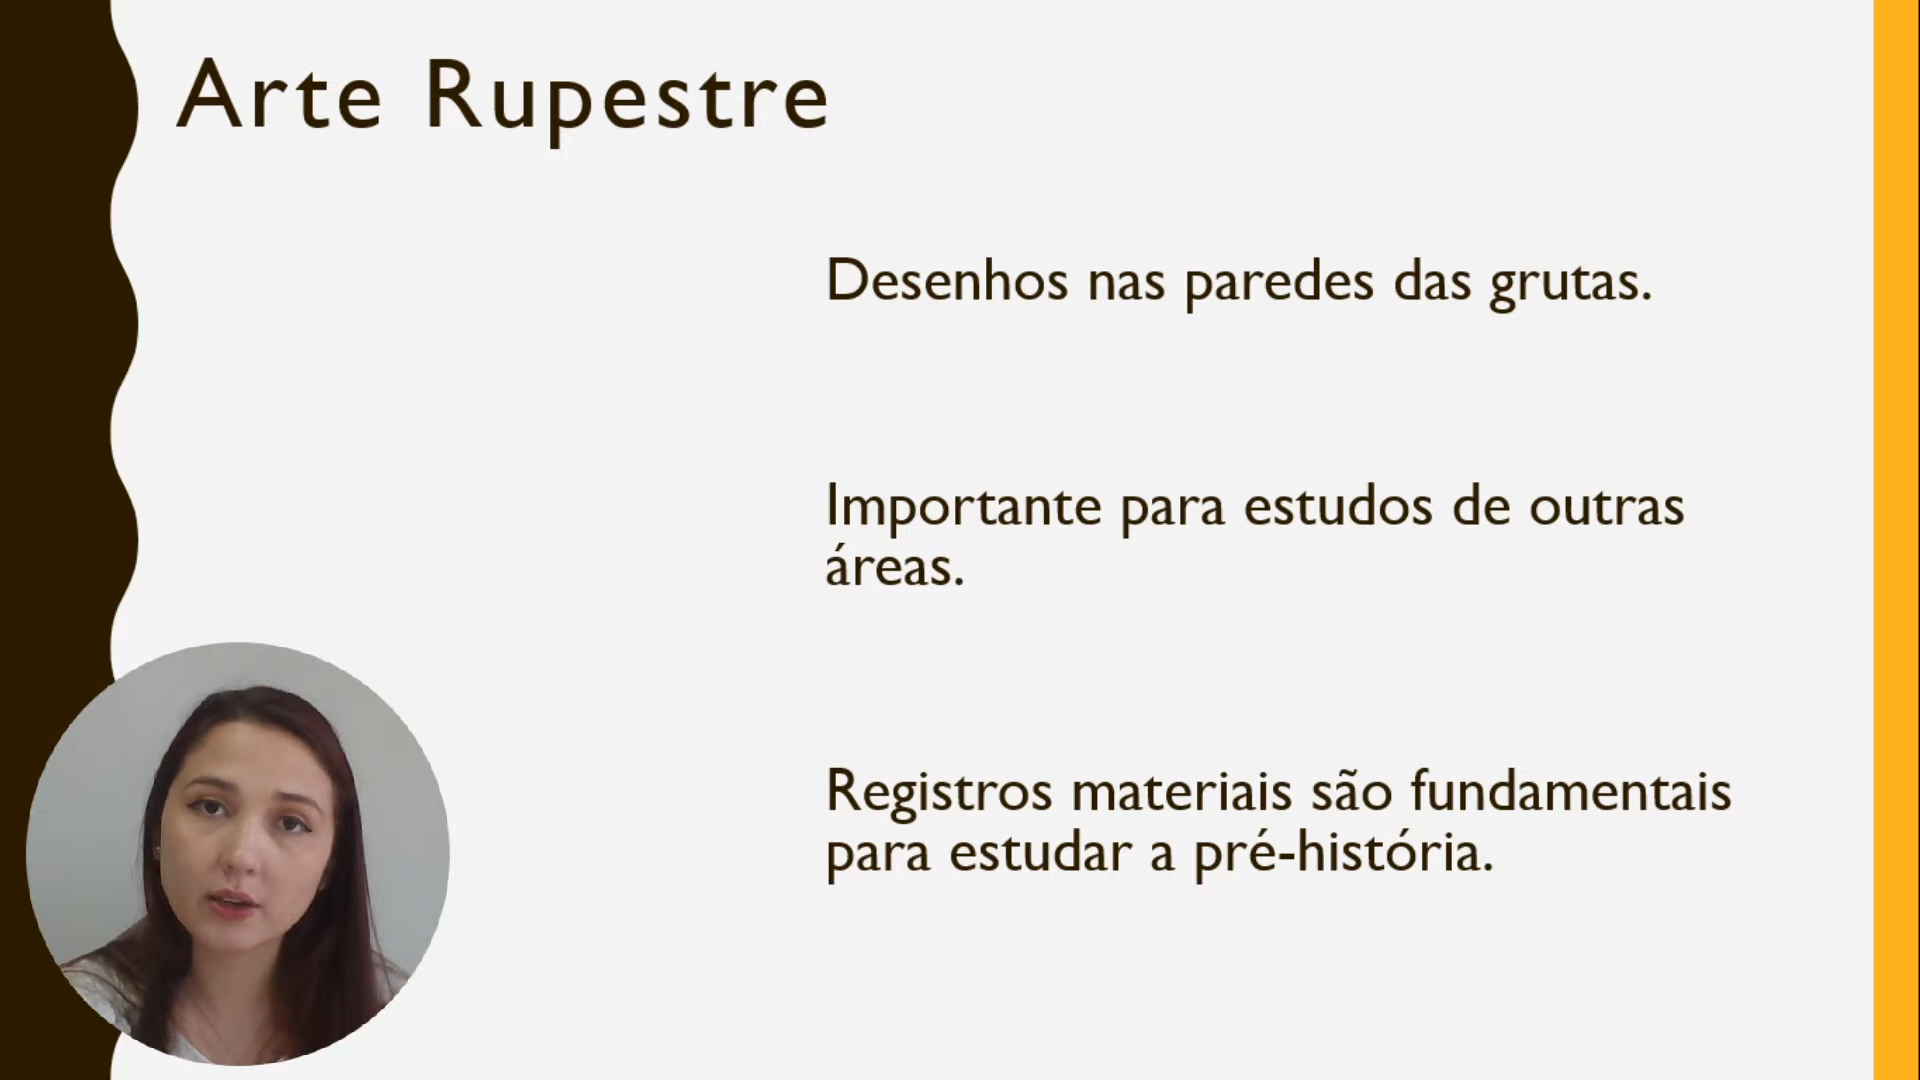 Arte Rupestre
Desenhos nas paredes das grutas.
Importante para estudos de outras
áreas.
Registros materiais são fundamentais
para estudar a pré-história.